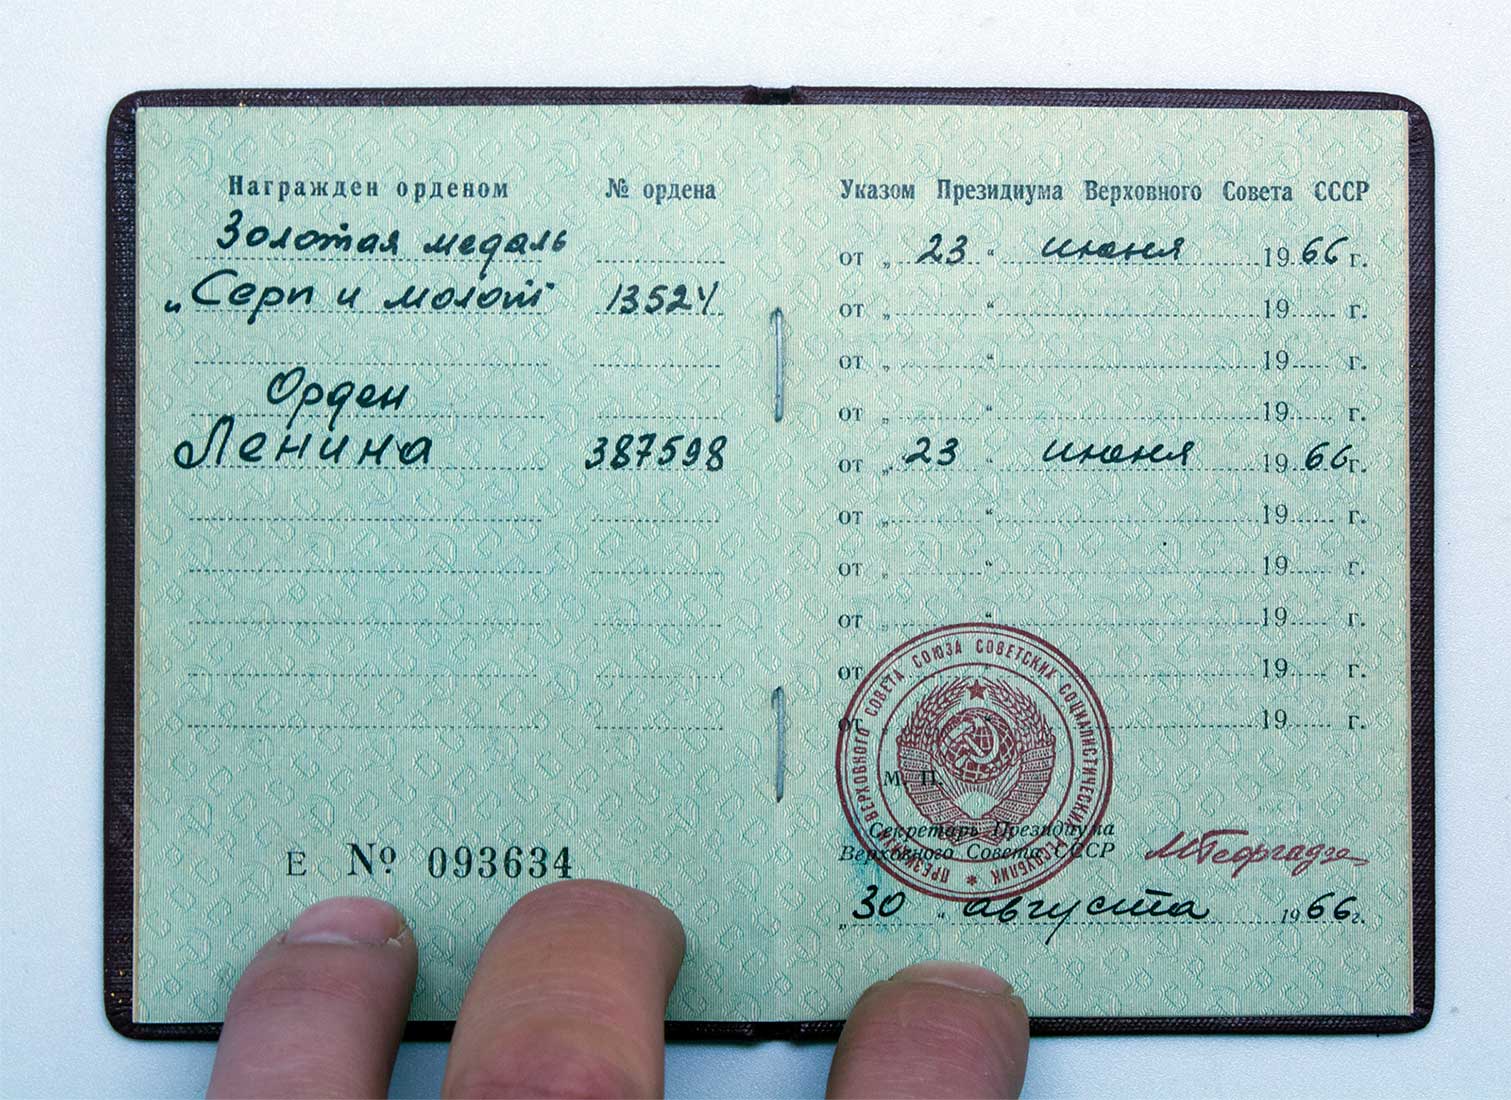 Награжден орденом № ордена
Золотая медаль
„Серп и молот" 13524
Орден
Ленина 387598
Е № 093634
Указом Президиума Верховного Совета СССР
от „ 23 “ июня 1966 г.
от „ “ 19 г.
от „ “ 19 г.
от „ “ 19 г.
от „ 23 “ июня 1966 г.
от „ “ 19 г.
от „ “ 19 г.
от „ “ 19 г.
от 19 г.
от „ “ 19 г.
ПРЕЗИДИУМ ВЕРХОВНОГО СОВЕТА СОЮЗА СОВЕТСКИХ СОЦИАЛИСТИЧЕСКИХ РЕСПУБЛИК
М. П.
Секретарь Президиума
Верховного Совета СССР МГеоргадзе
„ 30 “ августа 1966 г.